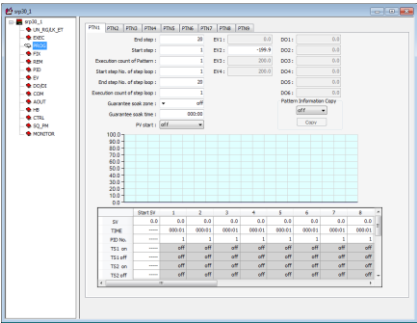 srp30_1
srp30_1
UN_RGUX_ET
EXEC
PROG
FIX
REM
PID
EV
DO/EI
COM
AOUT
HB
CTRL
SQ_PM
MONITOR
PTN1 PTN2 PTN3 PTN4 PTN5 PTN6 PTN7 PTN8
End step : 20 EV1 : 0.0 DO1 : 0.0
Start step : 1 EV2 : -199.9 DO2 : 0.0
Execution count of Pattern : 1 EV3 : 200.0 DO3 : 0.0
Start step No. of step loop : 1 EV4 : 200.0 DO4 : 0.0
End step No. of step loop : 20 DO5 : 0.0
Execution count of step loop : 1 DO6 : 0.0
Guarantee soak zone : off Pattern Information Copy
Guarantee soak time : 000:00 off
PV start : off Copy
100.0
90.0
80.0
70.0
60.0
50.0
40.0
30.0
20.0
10.0
0.0
Start SV 1 2 3 4 5 6 7 8
SV 0.0 0.0 0.0 0.0 0.0 0.0 0.0 0.0 0.0
TIME ---- 000:01 000:01 000:01 000:01 000:01 000:01 000:01 000:01
PID No. ---- 1 1 1 1 1 1 1 1
TS1 on ---- off off off off off off off off
TS1 off ---- off off off off off off off off
TS2 on ---- off off off off off off off off
TS2 off ---- off off off off off off off off